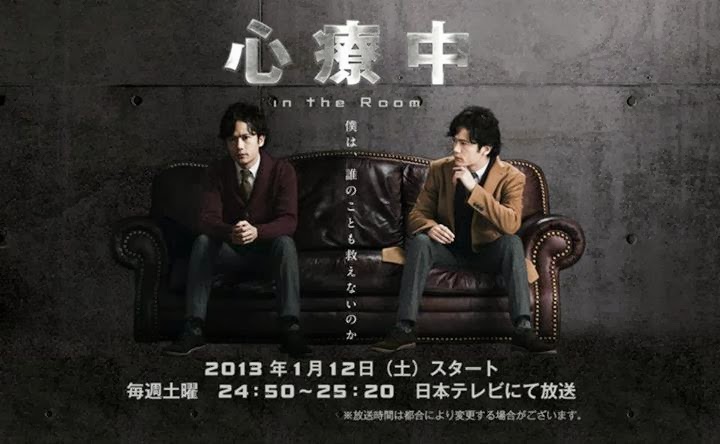 心療中
in the Room
僕は、誰のことも救えないのか
2013年1月12日（土）スタート
毎週土曜 24:50～25:20 日本テレビにて放送
※放送時間は都合により変更する場合がございます。